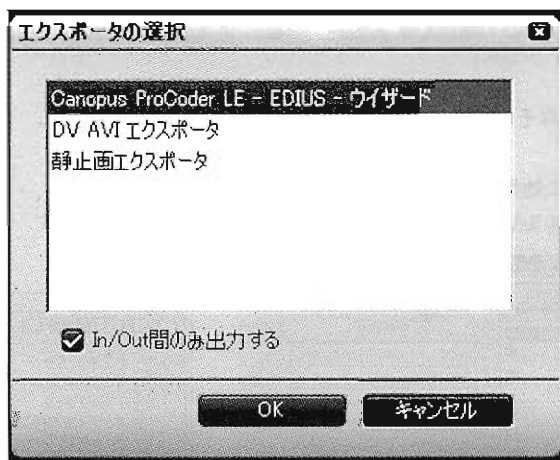 エクスポータの選択
Canopus ProCoder LE - EDIUS - ウイザード
DV AVI エクスポータ
静止画エクスポータ
In/Out間のみ出力する
OK
キャンセル